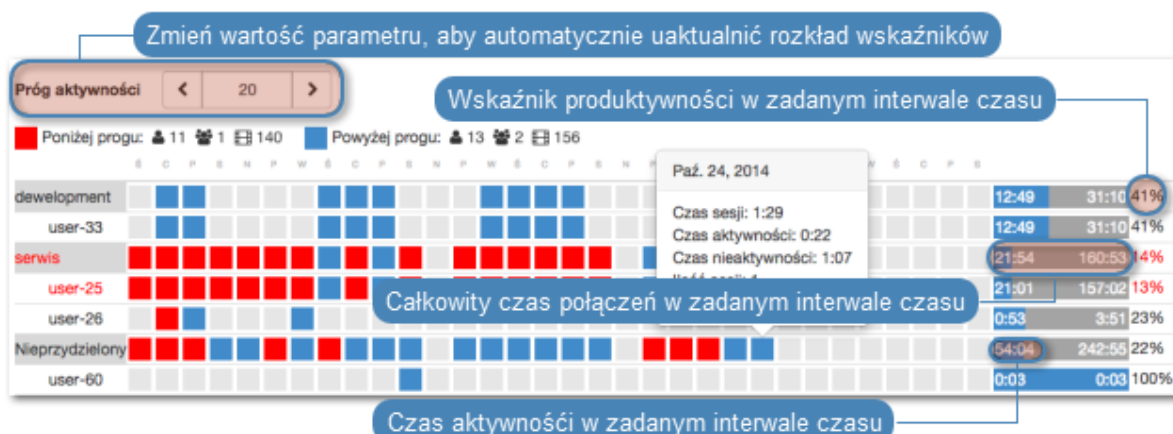 Zmień wartość parametru, aby automatycznie uaktualnić rozkład wskaźników
Próg aktywności 20
Wskaźnik produktywności w zadanym interwale czasu
Poniżej progu: 11 1 140 Powyżej progu: 13 2 156
Ś C P S N P W Ś C P S N P W Ś C P S N P W Ś C P S
Paź. 24, 2014
dewelopment 12:49 31:10 41%
Czas sesji: 1:29
user-33 12:49 31:10 41%
Czas aktywności: 0:22
serwis 21:54 160:53 14%
Czas nieaktywności: 1:07
user-25 21:01 157:02 13%
Całkowity czas połączeń w zadanym interwale czasu
user-26 0:53 3:51 23%
Nieprzydzielony 54:04 242:55 22%
user-60 0:03 0:03 100%
Czas aktywnośći w zadanym interwale czasu